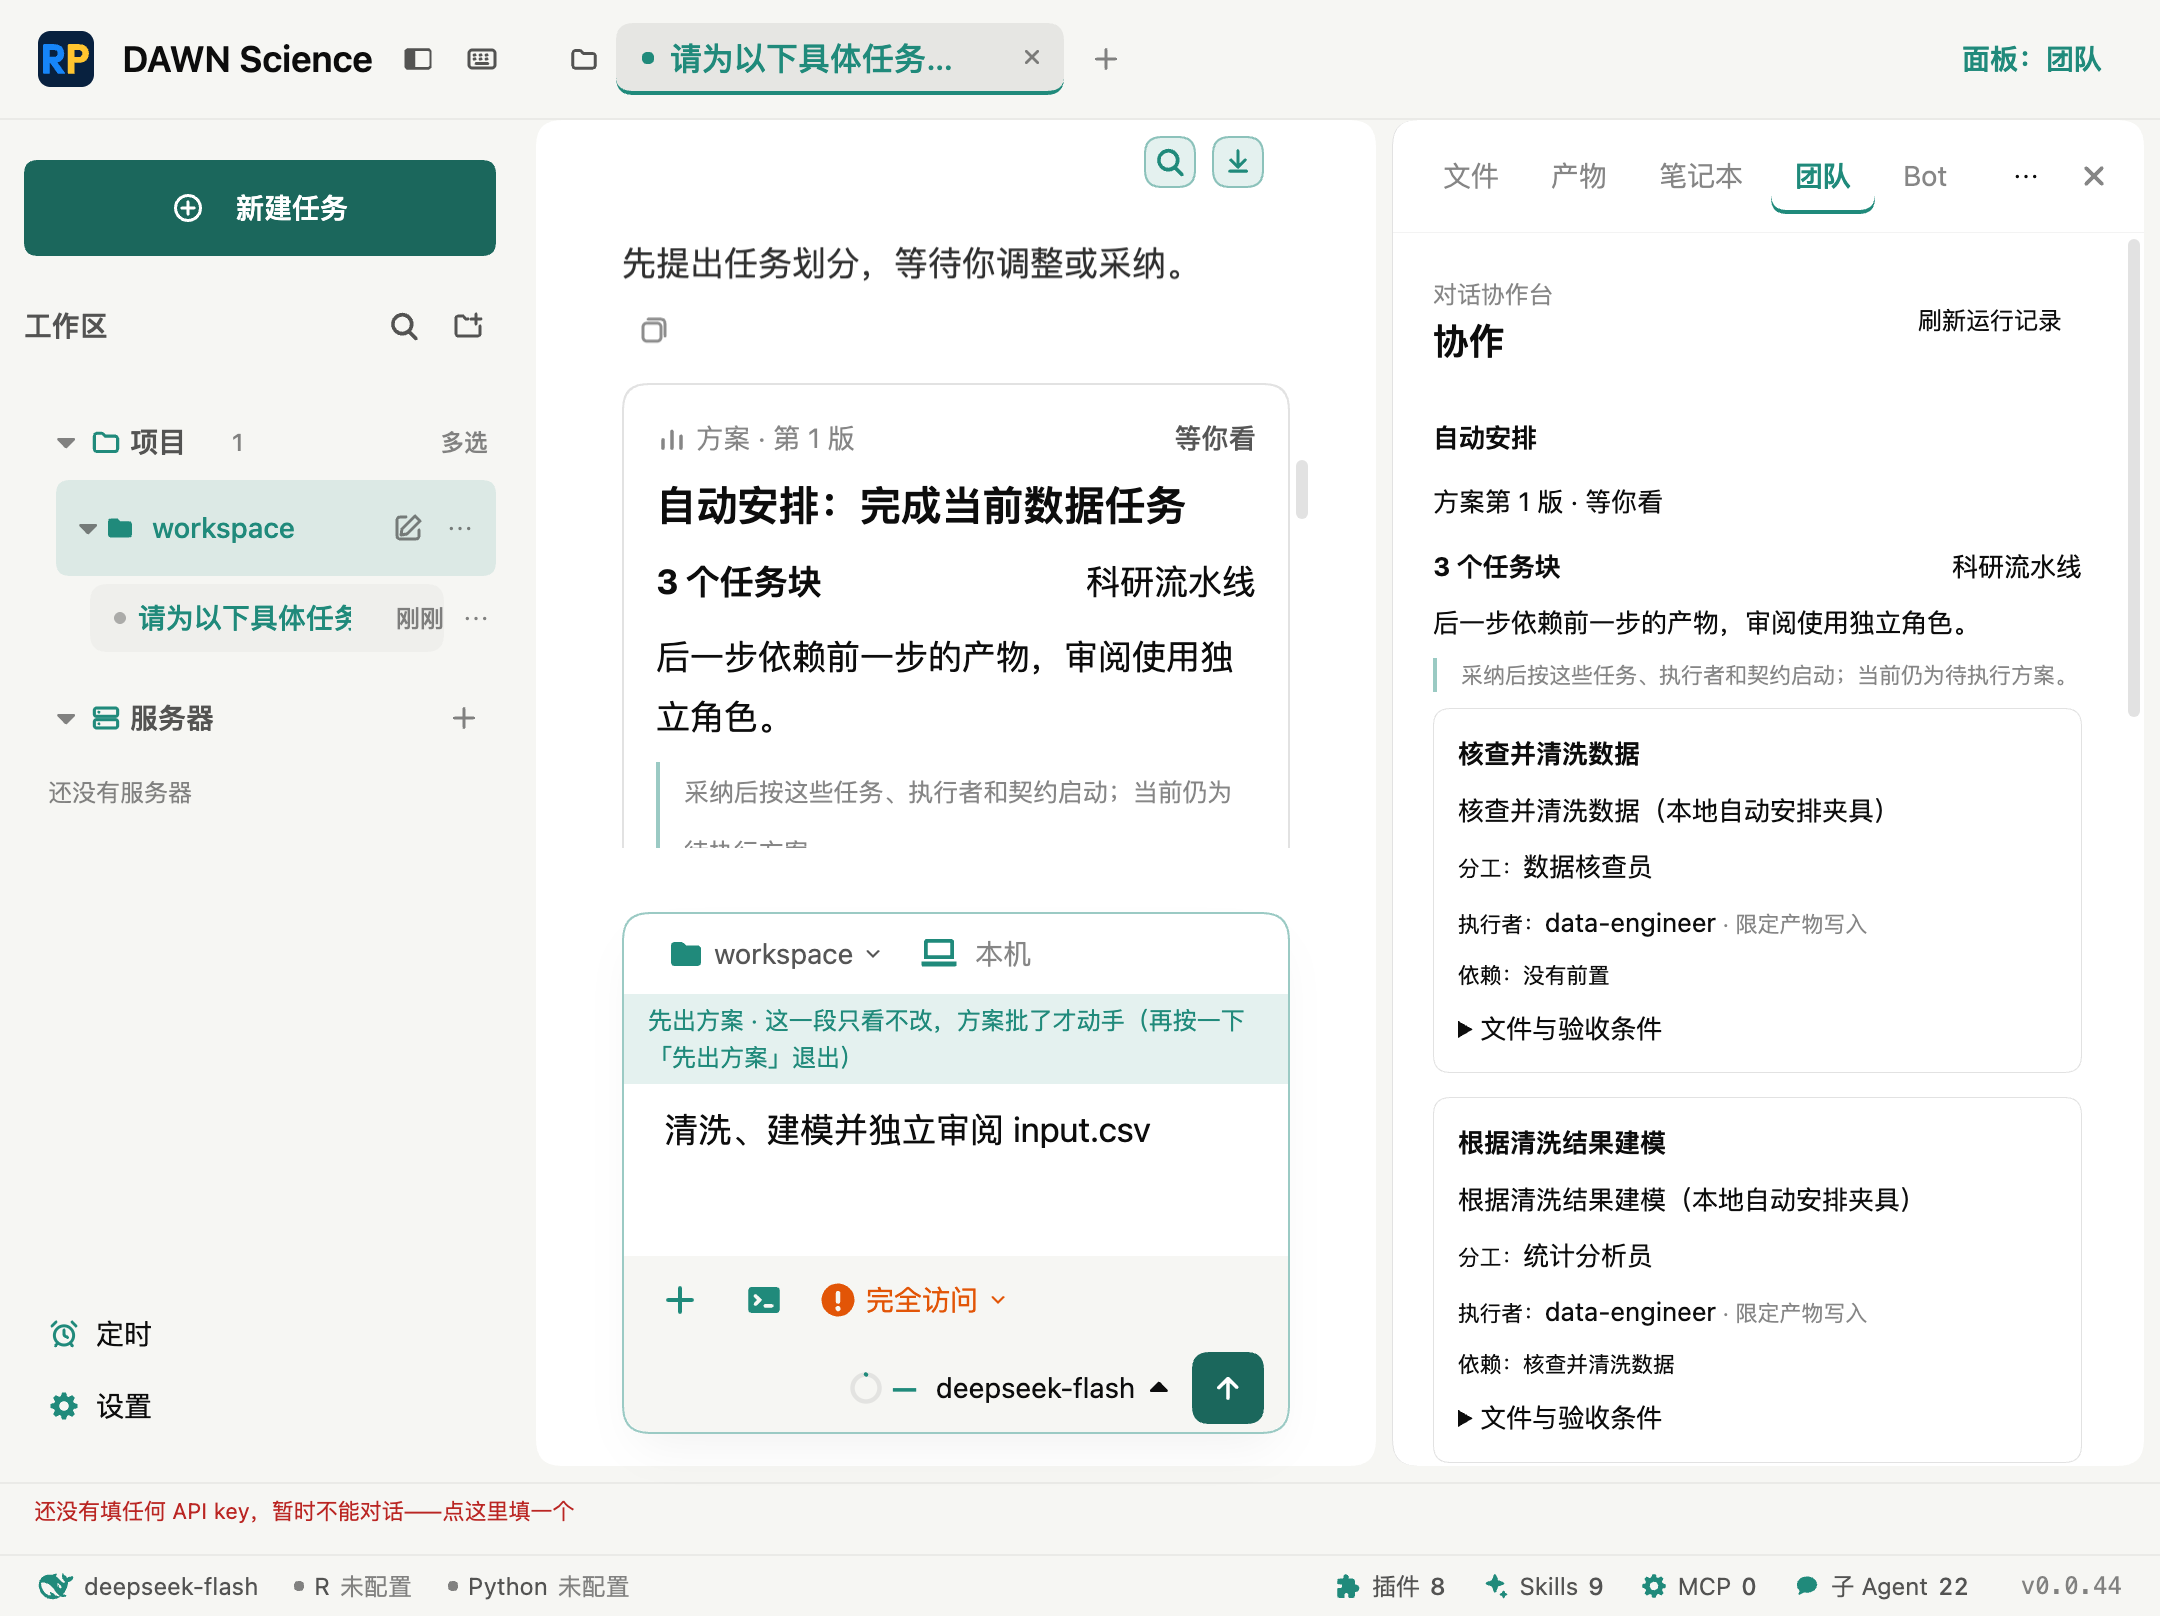 RP DAWN Science
请为以下具体任务...
面板：团队
新建任务
工作区
项目 1 多选
workspace
请为以下具体任务 刚刚
服务器
还没有服务器
定时
设置
先提出任务划分，等待你调整或采纳。
方案 · 第 1 版 等你看
自动安排：完成当前数据任务
3 个任务块 科研流水线
后一步依赖前一步的产物，审阅使用独
立角色。
采纳后按这些任务、执行者和契约启动；当前仍为
workspace 本机
先出方案 · 这一段只看不改，方案批了才动手（再按一下
「先出方案」退出）
清洗、建模并独立审阅 input.csv
完全访问
deepseek-flash
文件 产物 笔记本 团队 Bot
对话协作台
协作
刷新运行记录
自动安排
方案第 1 版 · 等你看
3 个任务块 科研流水线
后一步依赖前一步的产物，审阅使用独立角色。
采纳后按这些任务、执行者和契约启动；当前仍为待执行方案。
核查并清洗数据
核查并清洗数据（本地自动安排夹具）
分工：数据核查员
执行者：data-engineer · 限定产物写入
依赖：没有前置
文件与验收条件
根据清洗结果建模
根据清洗结果建模（本地自动安排夹具）
分工：统计分析员
执行者：data-engineer · 限定产物写入
依赖：核查并清洗数据
文件与验收条件
还没有填任何 API key，暂时不能对话——点这里填一个
deepseek-flash R 未配置 Python 未配置
插件 8 Skills 9 MCP 0 子 Agent 22 v0.0.44